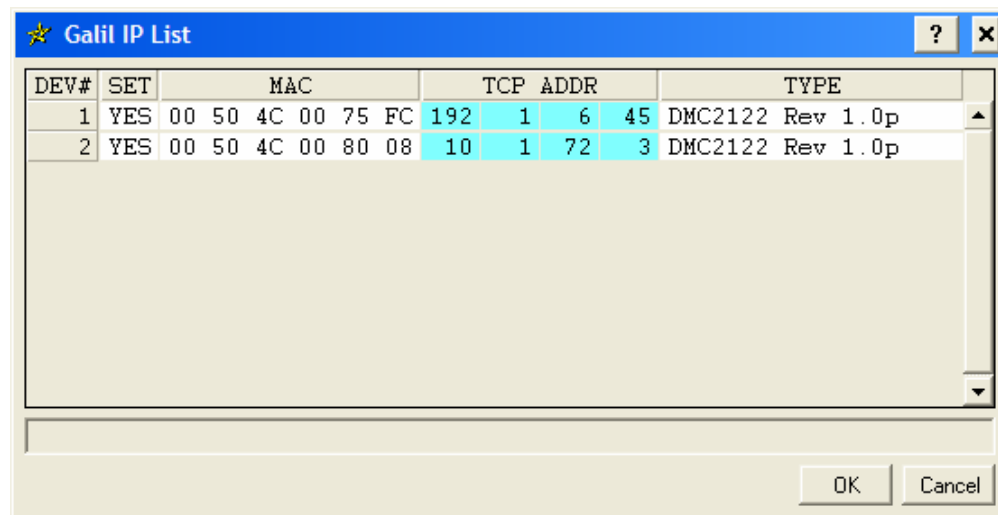 Galil IP List ?
DEV# SET MAC TCP ADDR TYPE
1 YES 00 50 4C 00 75 FC 192 1 6 45 DMC2122 Rev 1.0p
2 YES 00 50 4C 00 80 08 10 1 72 3 DMC2122 Rev 1.0p
OK Cancel